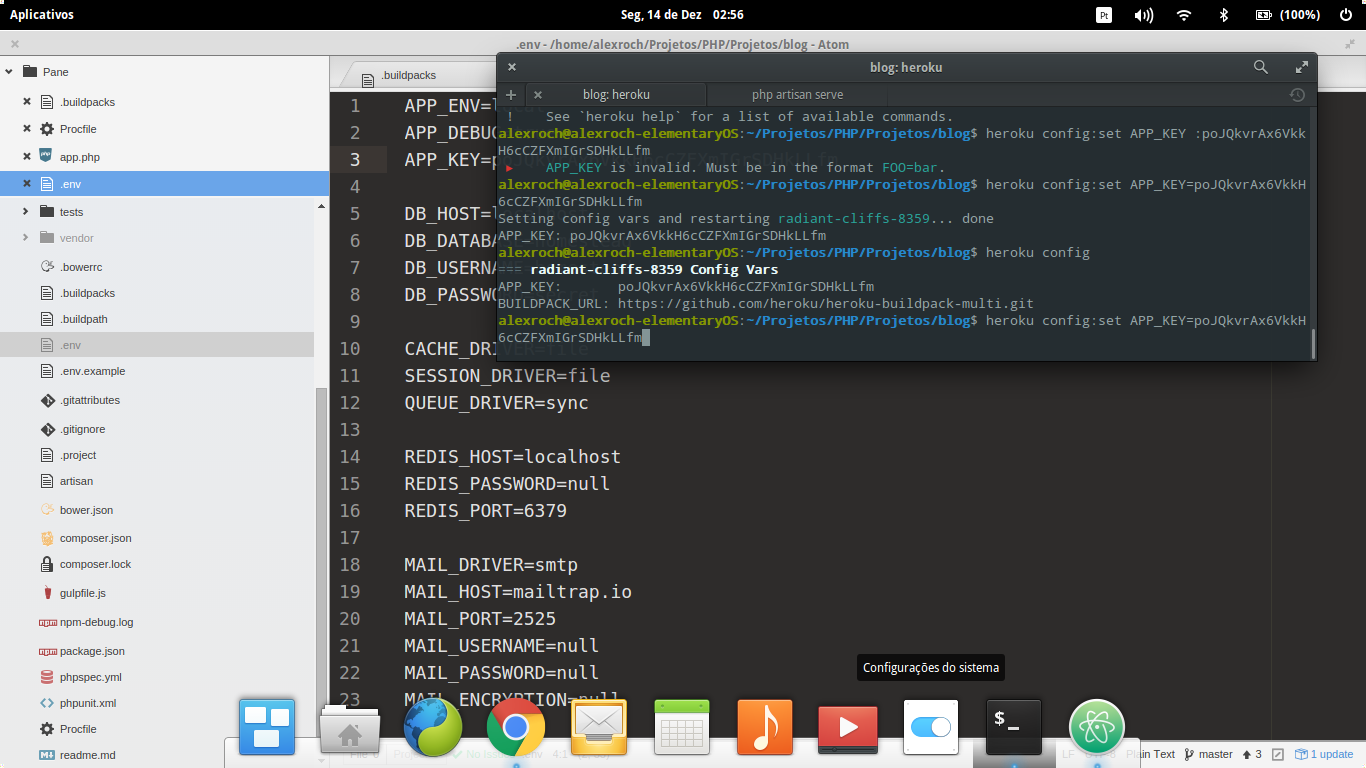 Aplicativos
Seg, 14 de Dez 02:56
Pt
(100%)
.env - /home/alexroch/Projetos/PHP/Projetos/blog - Atom
Pane
.buildpacks
Procfile
app.php
.env
tests
vendor
.bowerrc
.buildpacks
.buildpath
.env
.env.example
.gitattributes
.gitignore
.project
artisan
bower.json
composer.json
composer.lock
gulpfile.js
npm-debug.log
package.json
phpspec.yml
phpunit.xml
Procfile
readme.md
.buildpacks
1 APP_ENV=
2 APP_DEBUG
3 APP_KEY=
4
5 DB_HOST=
6 DB_DATABA
7 DB_USERNA
8 DB_PASSWO
9
10 CACHE_DRIVER=file
11 SESSION_DRIVER=file
12 QUEUE_DRIVER=sync
13
14 REDIS_HOST=localhost
15 REDIS_PASSWORD=null
16 REDIS_PORT=6379
17
18 MAIL_DRIVER=smtp
19 MAIL_HOST=mailtrap.io
20 MAIL_PORT=2525
21 MAIL_USERNAME=null
22 MAIL_PASSWORD=null
23 MAIL_ENCRYPTION=null
blog: heroku
blog: heroku
php artisan serve
! See `heroku help` for a list of available commands.
alexroch@alexroch-elementaryOS:~/Projetos/PHP/Projetos/blog$ heroku config:set APP_KEY :poJQkvrAx6Vkk
H6cCZFXmIGrSDHkLLfm
▸ APP_KEY is invalid. Must be in the format FOO=bar.
alexroch@alexroch-elementaryOS:~/Projetos/PHP/Projetos/blog$ heroku config:set APP_KEY=poJQkvrAx6VkkH
6cCZFXmIGrSDHkLLfm
Setting config vars and restarting radiant-cliffs-8359... done
APP_KEY: poJQkvrAx6VkkH6cCZFXmIGrSDHkLLfm
alexroch@alexroch-elementaryOS:~/Projetos/PHP/Projetos/blog$ heroku config
=== radiant-cliffs-8359 Config Vars
APP_KEY: poJQkvrAx6VkkH6cCZFXmIGrSDHkLLfm
BUILDPACK_URL: https://github.com/heroku/heroku-buildpack-multi.git
alexroch@alexroch-elementaryOS:~/Projetos/PHP/Projetos/blog$ heroku config:set APP_KEY=poJQkvrAx6VkkH
6cCZFXmIGrSDHkLLfm
Configurações do sistema
$_
File 0
4:1
LF
Plain Text
master
3
1 update